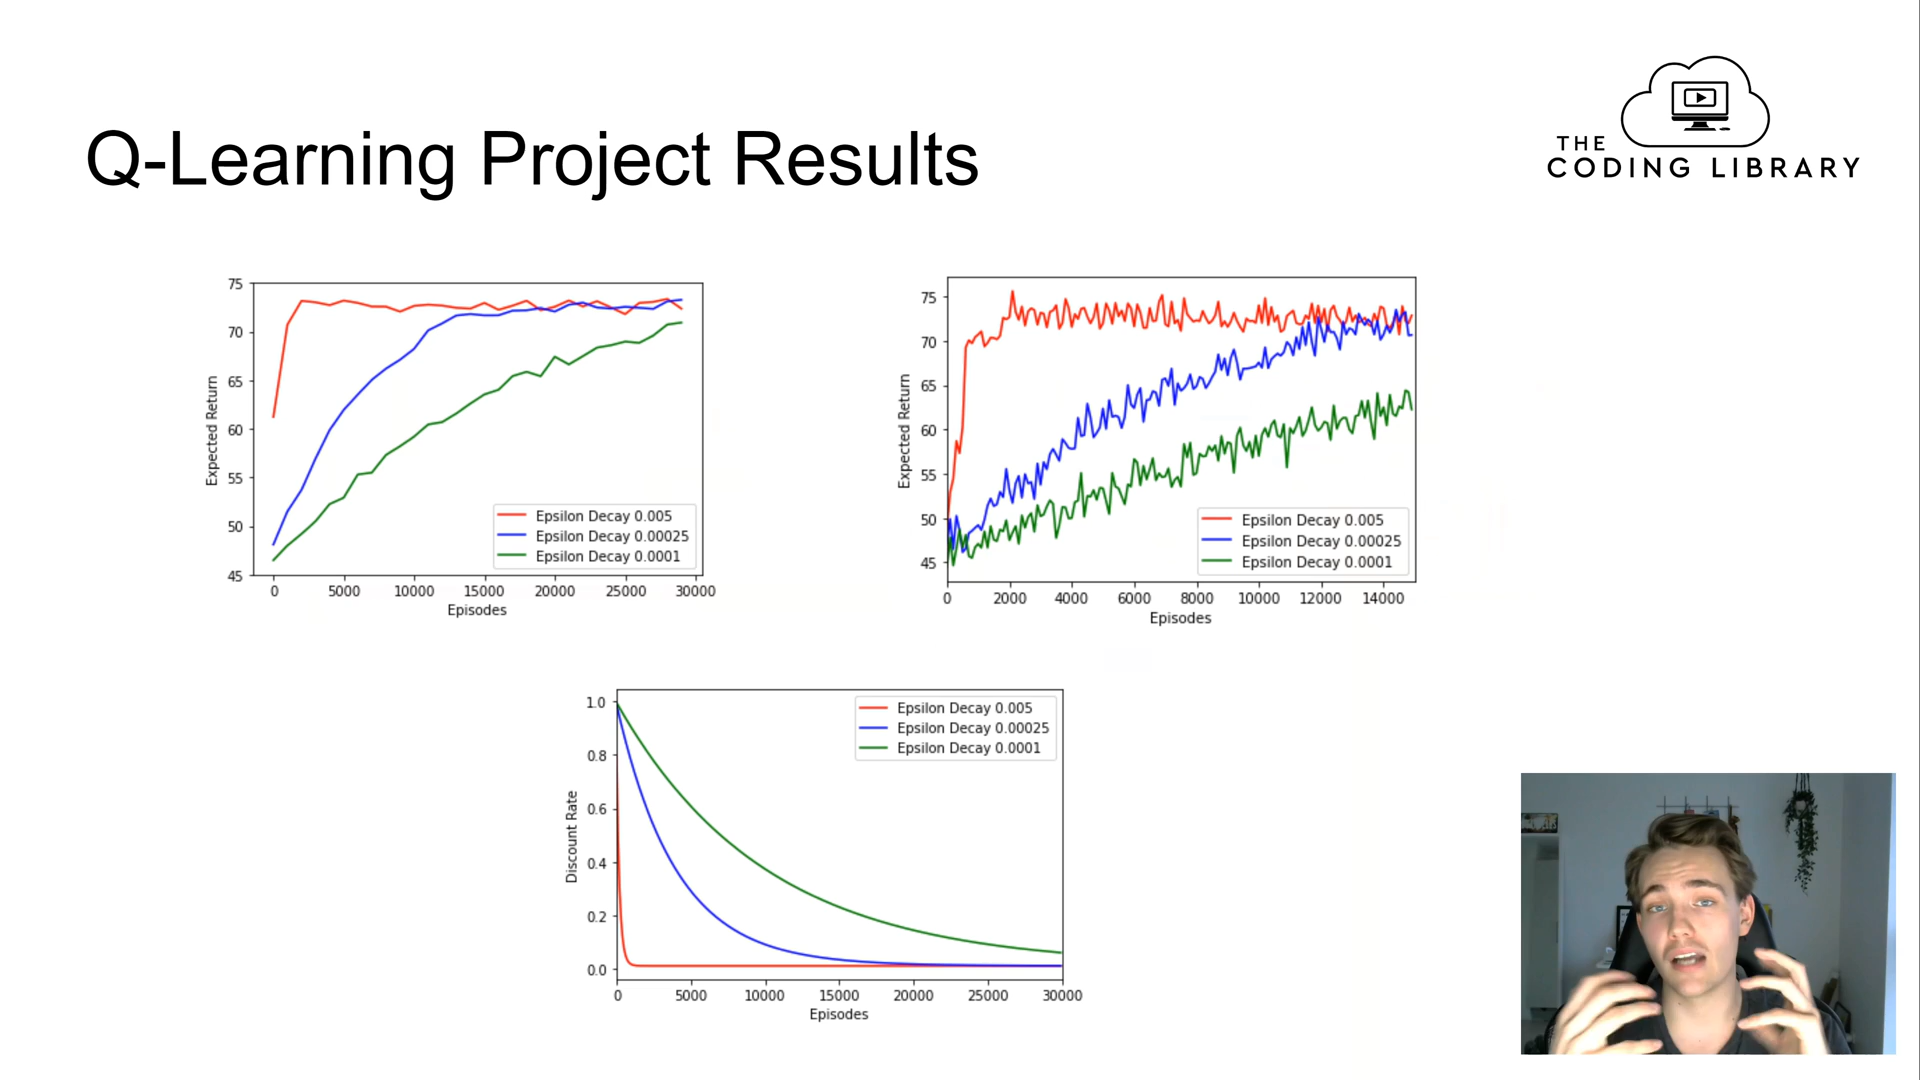 THE
CODING LIBRARY
Q-Learning Project Results
75
70
65
60
55
50
45
Expected Return
Epsilon Decay 0.005
Epsilon Decay 0.00025
Epsilon Decay 0.0001
0 5000 10000 15000 20000 25000 30000
Episodes
75
70
65
60
55
50
45
Expected Return
Epsilon Decay 0.005
Epsilon Decay 0.00025
Epsilon Decay 0.0001
0 2000 4000 6000 8000 10000 12000 14000
Episodes
1.0
0.8
0.6
0.4
0.2
0.0
Discount Rate
Epsilon Decay 0.005
Epsilon Decay 0.00025
Epsilon Decay 0.0001
0 5000 10000 15000 20000 25000 30000
Episodes